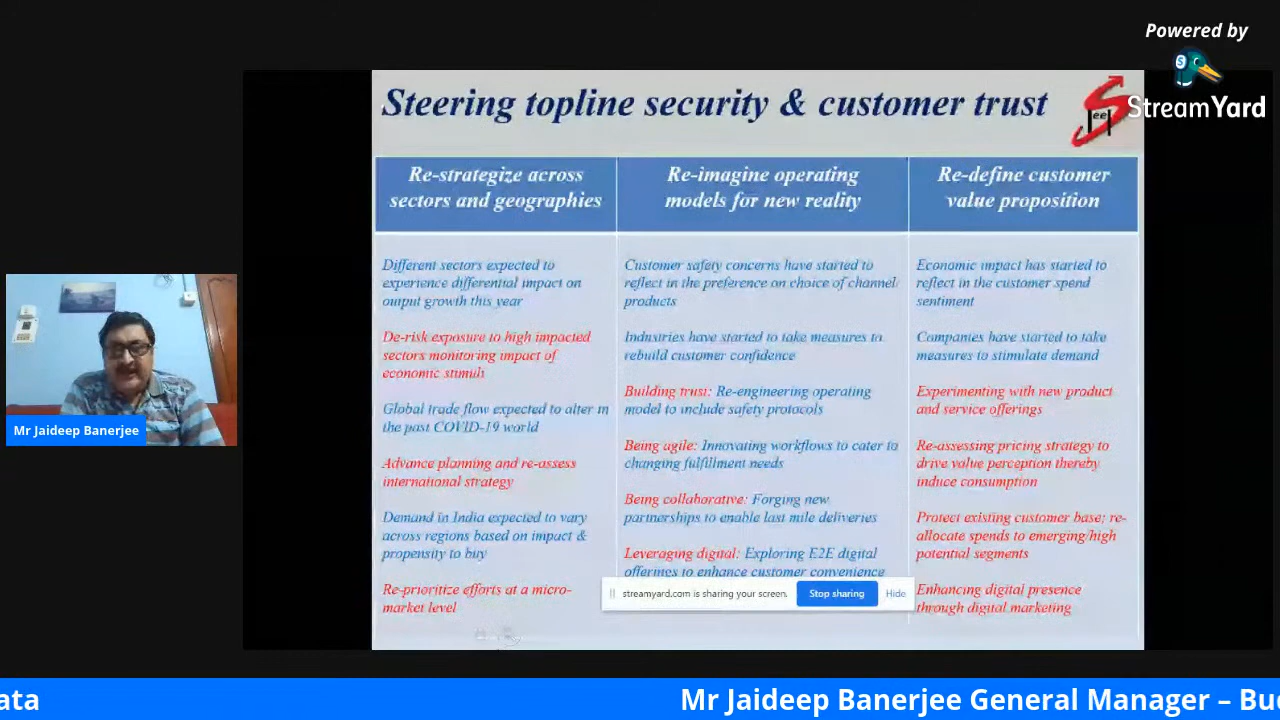 Powered by
StreamYard
Steering topline security & customer trust
Re-strategize across
sectors and geographies
Different sectors expected to
experience differential impact on
output growth this year
De-risk exposure to high impacted
sectors monitoring impact of
economic stimuli
Global trade flow expected to alter in
the past COVID-19 world
Advance planning and re-assess
international strategy
Demand in India expected to vary
across regions based on impact &
propensity to buy
Re-prioritize efforts at a micro-
market level
Re-imagine operating
models for new reality
Customer safety concerns have started to
reflect in the preference on choice of channel/
products
Industries have started to take measures to
rebuild customer confidence
Building trust: Re-engineering operating
model to include safety protocols
Being agile: Innovating workflows to cater to
changing fulfillment needs
Being collaborative: Forging new
partnerships to enable last mile deliveries
Leveraging digital: Exploring E2E digital
offerings to enhance customer convenience
Re-define customer
value proposition
Economic impact has started to
reflect in the customer spend
sentiment
Companies have started to take
measures to stimulate demand
Experimenting with new product
and service offerings
Re-assessing pricing strategy to
drive value perception thereby
induce consumption
Protect existing customer base; re-
allocate spends to emerging/high
potential segments
Enhancing digital presence
through digital marketing
streamyard.com is sharing your screen.
Stop sharing
Hide
Mr Jaideep Banerjee
ata
Mr Jaideep Banerjee General Manager – Bu